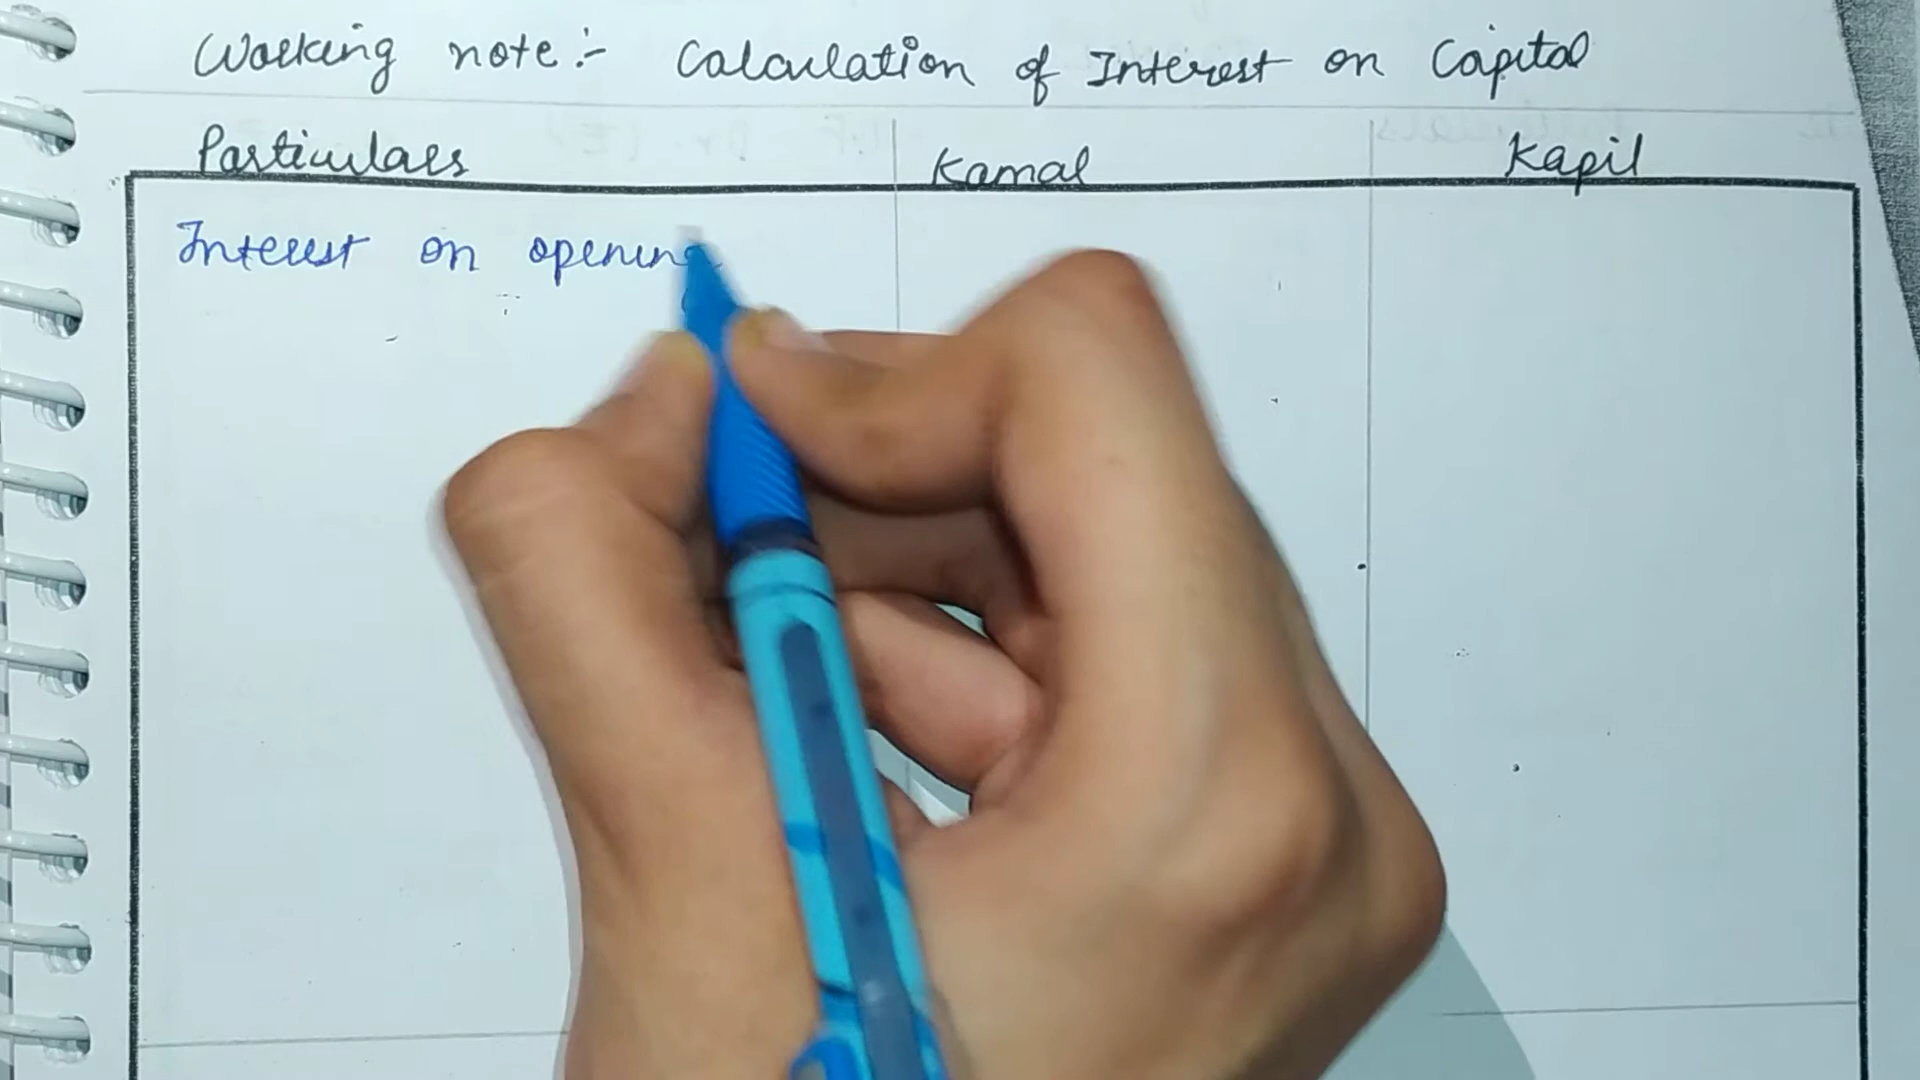 Working note:- Calculation of Interest on Capital
Particulars Kamal Kapil
Interest on opening